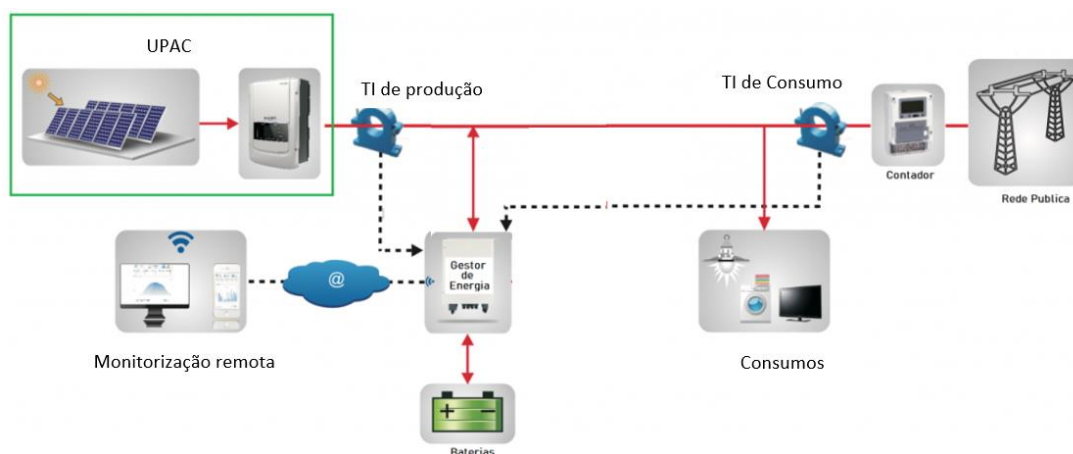 UPAC
TI de produção
TI de Consumo
Contador
Rede Publica
Gestor
de
Energia
@
Monitorização remota
Consumos
+ −
Baterias